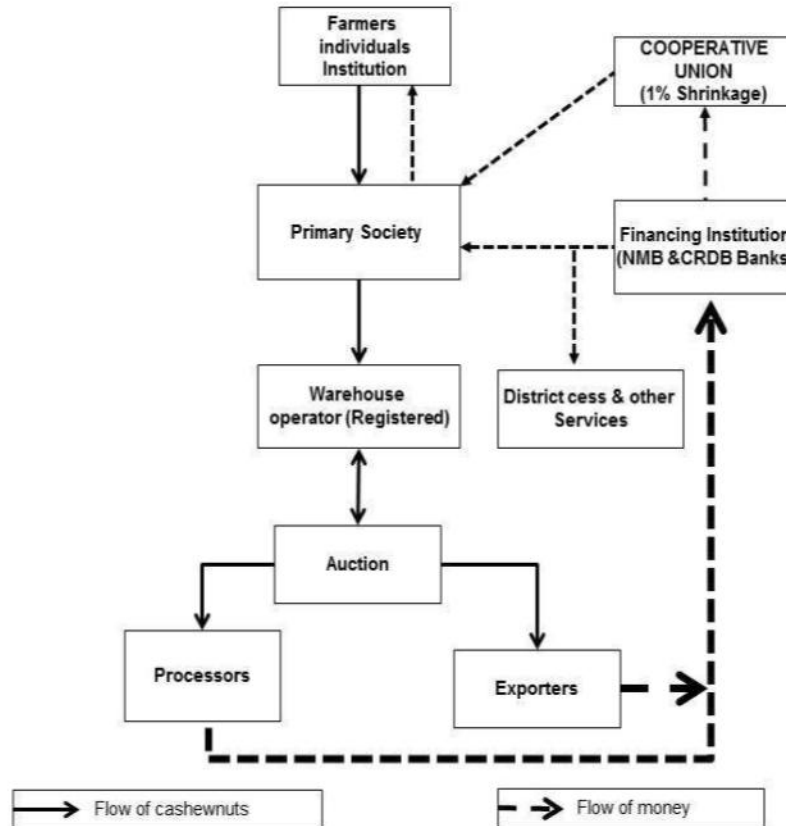 Farmers
individuals
Institution
COOPERATIVE
UNION
(1% Shrinkage)
Primary Society
Financing Institution
(NMB &CRDB Banks
Warehouse
operator (Registered)
District cess & other
Services
Auction
Processors
Exporters
Flow of cashewnuts
Flow of money